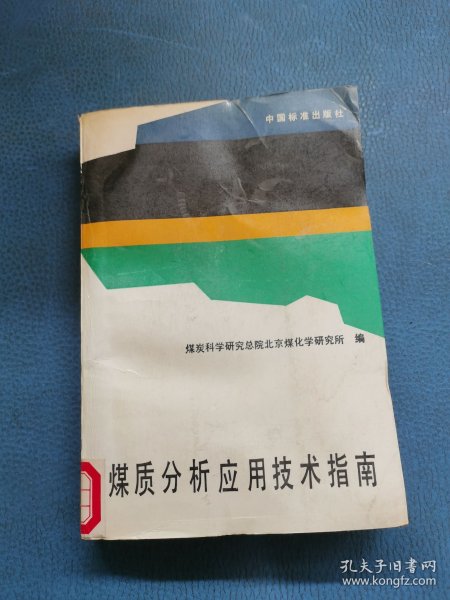 中国标准出版社
煤炭科学研究总院北京煤化学研究所 编
煤质分析应用技术指南
孔夫子旧书网
www.kongfz.com